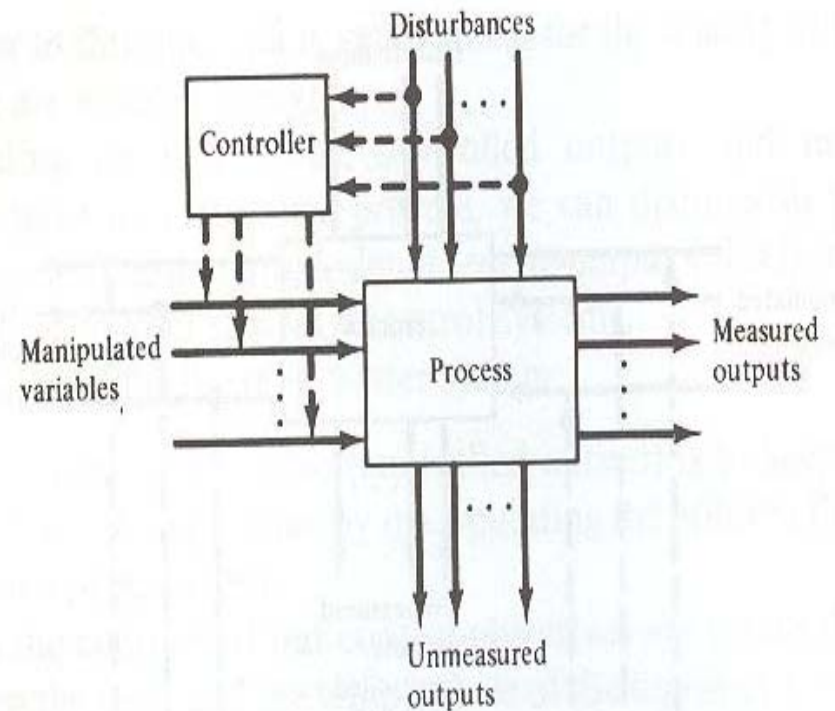 Disturbances
Controller
Manipulated
variables
Process
Measured
outputs
Unmeasured
outputs